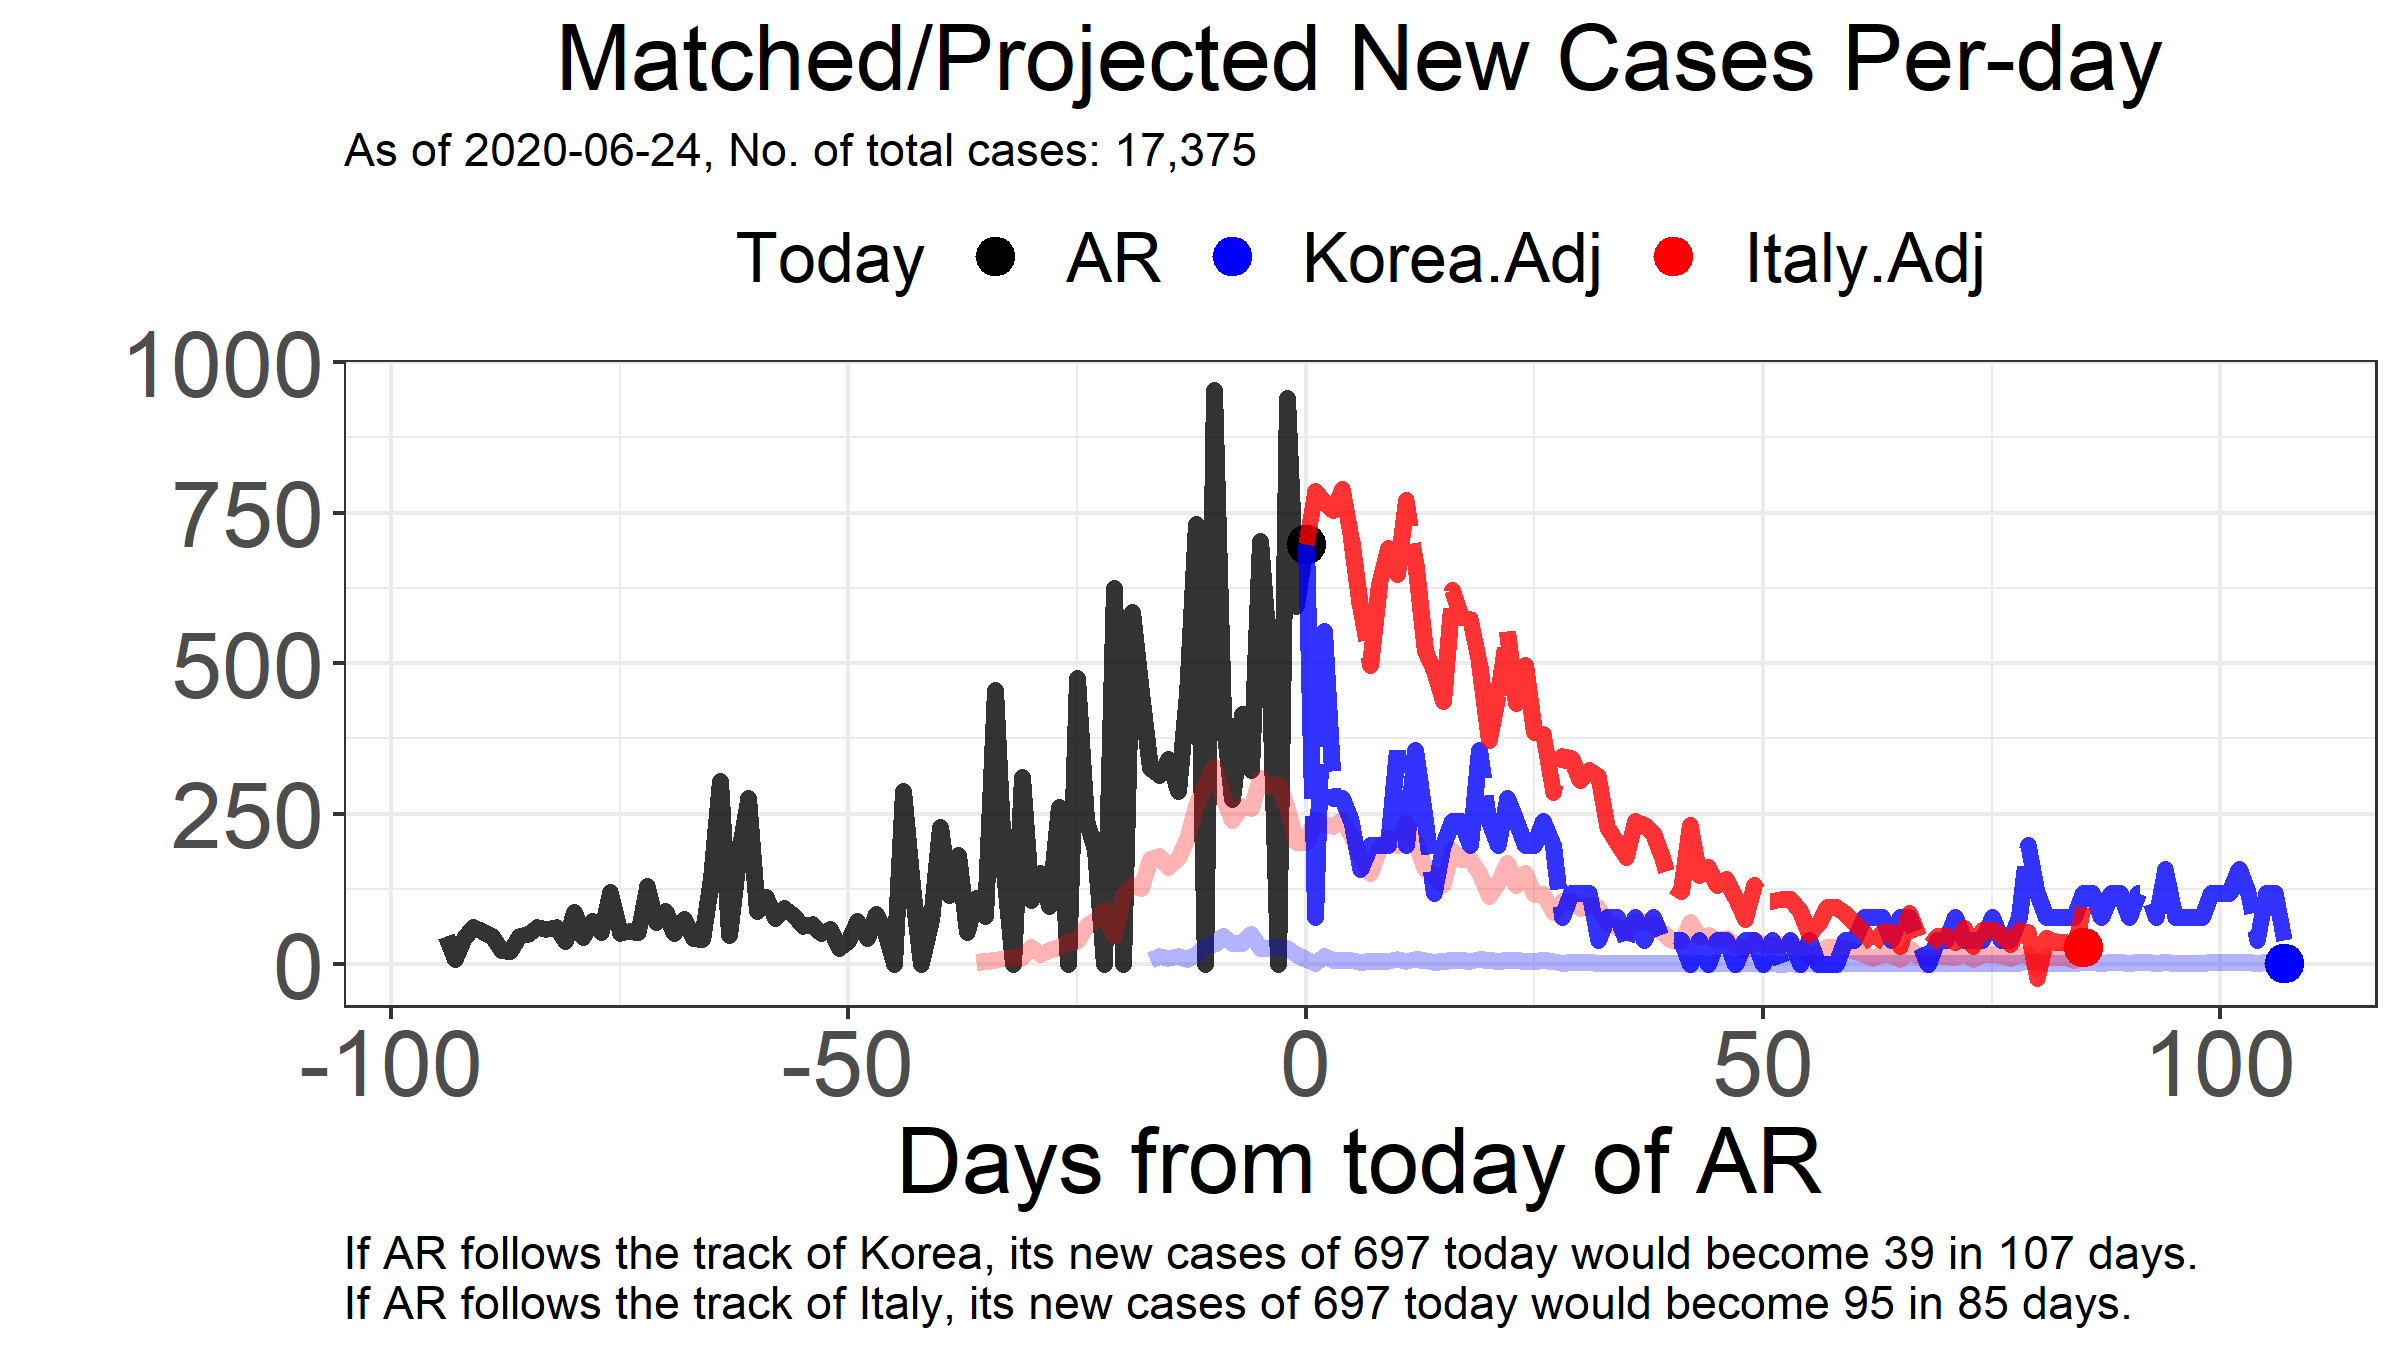 Matched/Projected New Cases Per-day
As of 2020-06-24, No. of total cases: 17,375
Today AR Korea.Adj Italy.Adj
1000
750
500
250
0
-100 -50 0 50 100
Days from today of AR
If AR follows the track of Korea, its new cases of 697 today would become 39 in 107 days.
If AR follows the track of Italy, its new cases of 697 today would become 95 in 85 days.